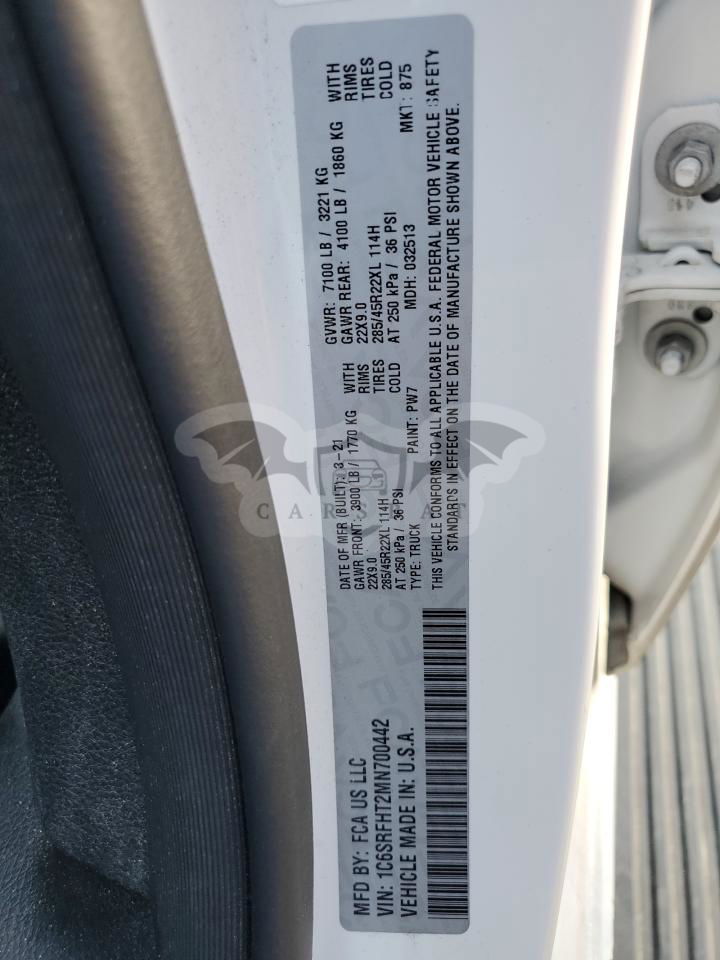 MFD BY: FCA US LLC
VIN: 1C6SRFHT2MN700442
VEHICLE MADE IN: U.S.A.
DATE OF MFR (BUILT): 3-21 GVWR: 7100 LB / 3221 KG
GAWR FRONT: 3900 LB / 1770 KG WITH GAWR REAR: 4100 LB / 1860 KG WITH
22X9.0 RIMS 22X9.0 RIMS
285/45R22XL 114H TIRES 285/45R22XL 114H TIRES
AT 250 kPa / 36 PSI COLD AT 250 kPa / 36 PSI COLD
TYPE: TRUCK PAINT: PW7 MDH: 032513 MKT: 875
THIS VEHICLE CONFORMS TO ALL APPLICABLE U.S.A. FEDERAL MOTOR VEHICLE SAFETY
STANDARDS IN EFFECT ON THE DATE OF MANUFACTURE SHOWN ABOVE.